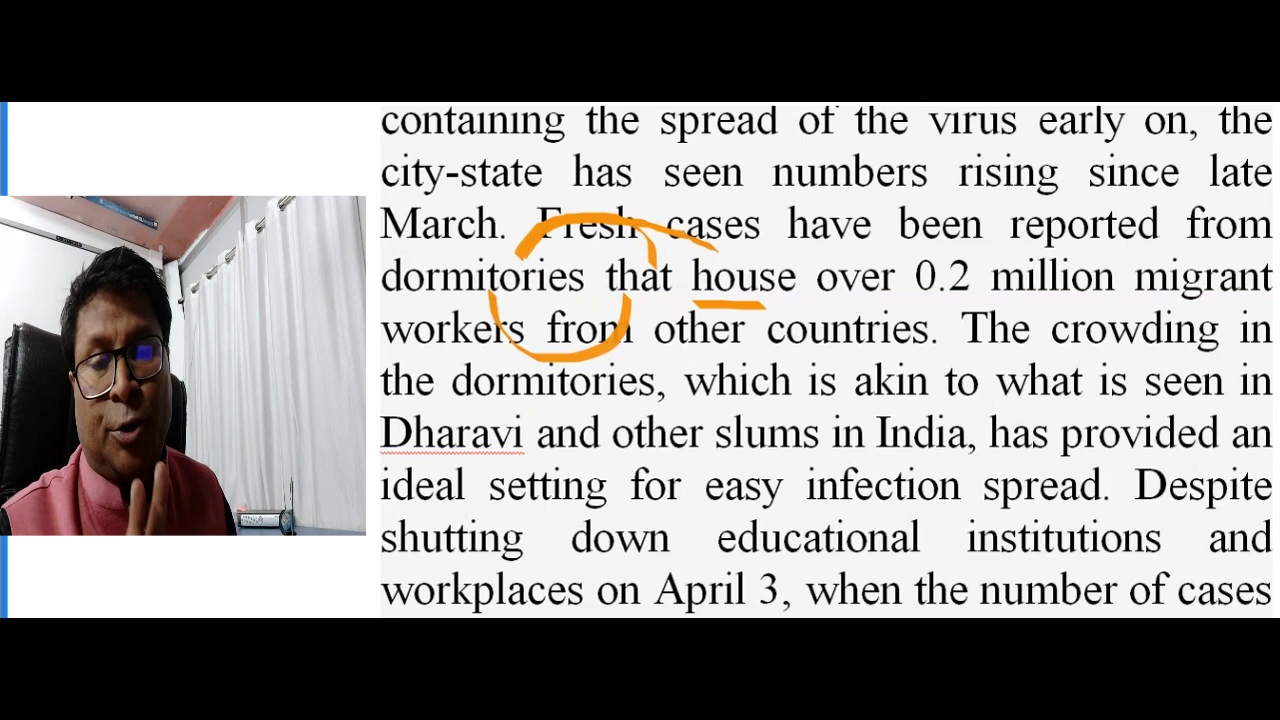 containing the spread of the virus early on, the
city-state has seen numbers rising since late
March. Fresh cases have been reported from
dormitories that house over 0.2 million migrant
workers from other countries. The crowding in
the dormitories, which is akin to what is seen in
Dharavi and other slums in India, has provided an
ideal setting for easy infection spread. Despite
shutting down educational institutions and
workplaces on April 3, when the number of cases